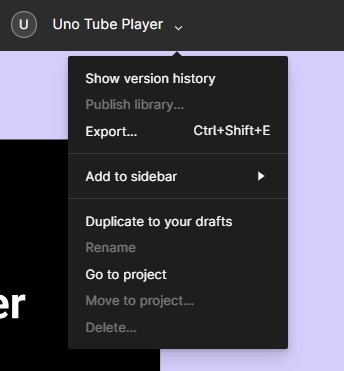 U Uno Tube Player
Show version history
Publish library...
Export... Ctrl+Shift+E
Add to sidebar
Duplicate to your drafts
Rename
Go to project
er
Move to project...
Delete...